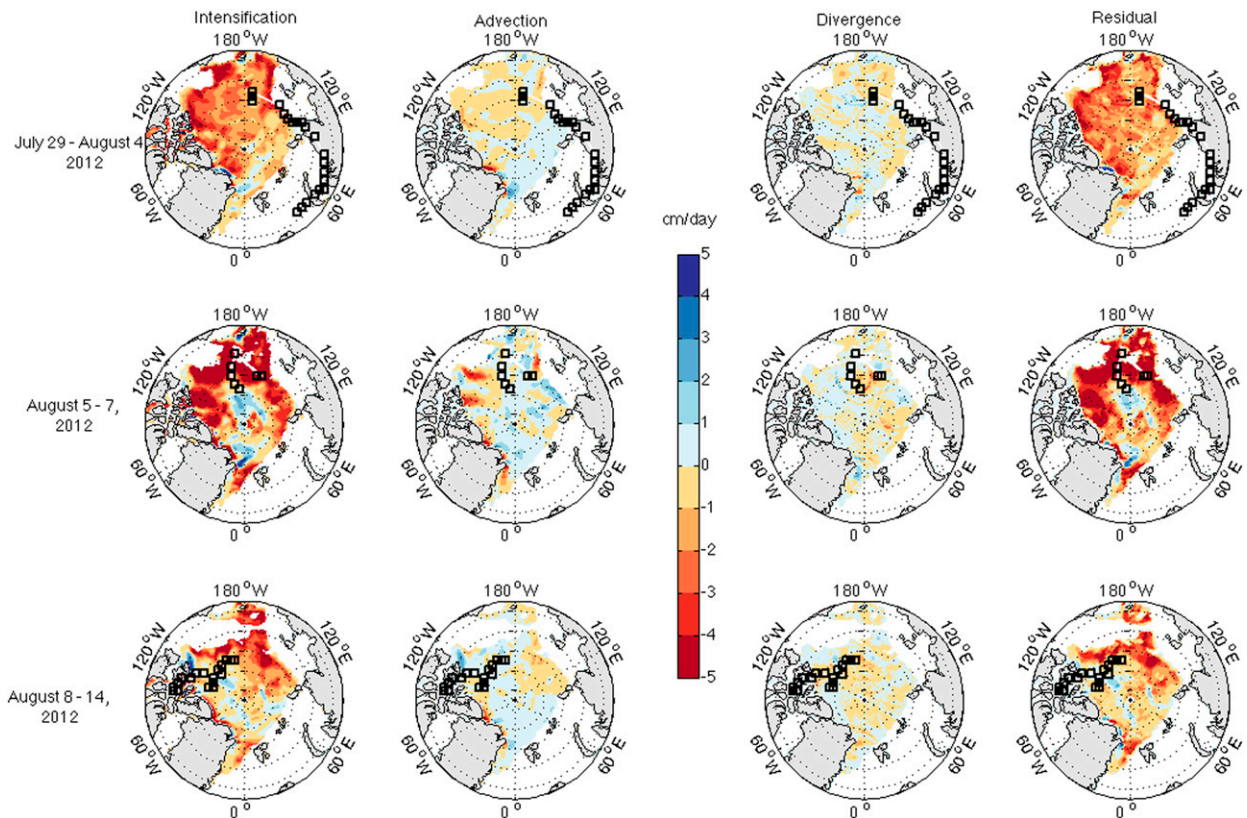 Intensification
Advection
Divergence
Residual
180 °W
180 °W
180 °W
180 °W
120 °W
120 °E
120 °W
120 °E
120 °W
120 °E
120 °W
120 °E
July 29 - August 4
2012
60 °W
60 °E
60 °W
60 °E
60 °W
60 °E
60 °W
60 °E
0 °
0 °
0 °
0 °
cm/day
5
4
3
2
1
0
-1
-2
-3
-4
-5
180 °W
180 °W
180 °W
180 °W
120 °W
120 °E
120 °W
120 °E
120 °W
120 °E
120 °W
120 °E
August 5 - 7,
2012
60 °W
60 °E
60 °W
60 °E
60 °W
60 °E
60 °W
60 °E
0 °
0 °
0 °
0 °
180 °W
180 °W
180 °W
180 °W
120 °W
120 °E
120 °W
120 °E
120 °W
120 °E
120 °W
120 °E
August 8 - 14,
2012
60 °W
60 °E
60 °W
60 °E
60 °W
60 °E
60 °W
60 °E
0 °
0 °
0 °
0 °